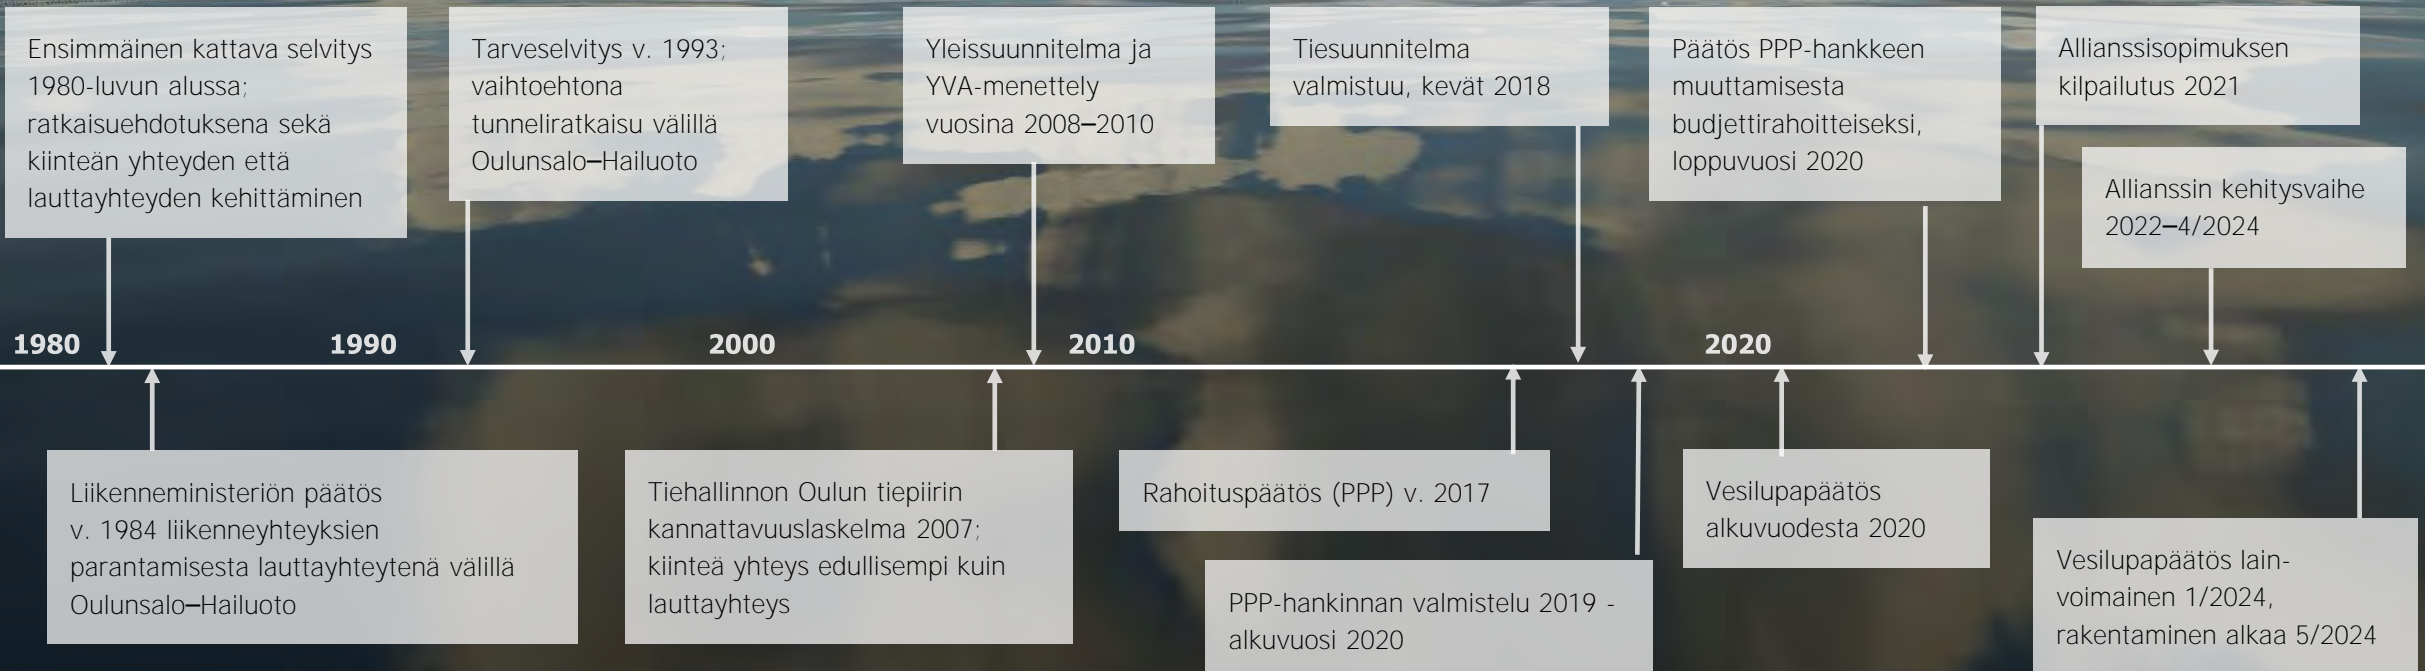 Ensimmäinen kattava selvitys
1980-luvun alussa;
ratkaisuehdotuksena sekä
kiinteän yhteyden että
lauttayhteyden kehittäminen
Tarveselvitys v. 1993;
vaihtoehtona
tunneliratkaisu välillä
Oulunsalo–Hailuoto
Yleissuunnitelma ja
YVA-menettely
vuosina 2008–2010
Tiesuunnitelma
valmistuu, kevät 2018
Päätös PPP-hankkeen
muuttamisesta
budjettirahoitteiseksi,
loppuvuosi 2020
Allianssisopimuksen
kilpailutus 2021
Allianssin kehitysvaihe
2022–4/2024
1980
1990
2000
2010
2020
Liikenneministeriön päätös
v. 1984 liikenneyhteyksien
parantamisesta lauttayhteytenä välillä
Oulunsalo–Hailuoto
Tiehallinnon Oulun tiepiirin
kannattavuuslaskelma 2007;
kiinteä yhteys edullisempi kuin
lauttayhteys
Rahoituspäätös (PPP) v. 2017
PPP-hankinnan valmistelu 2019 -
alkuvuosi 2020
Vesilupapäätös
alkuvuodesta 2020
Vesilupapäätös lain-
voimainen 1/2024,
rakentaminen alkaa 5/2024